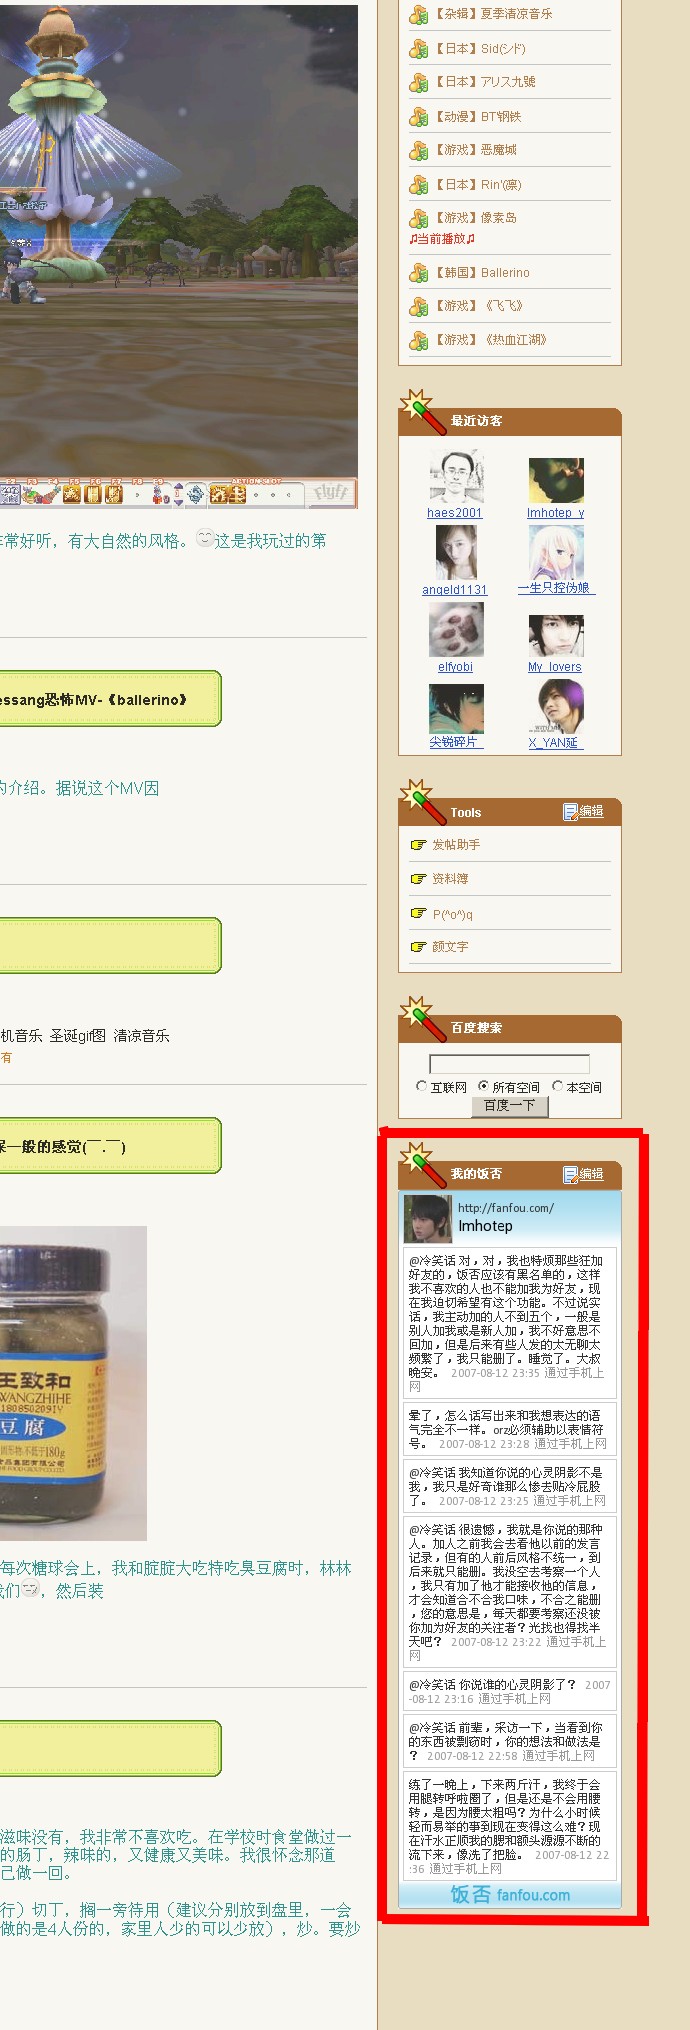 【杂辑】夏季清凉音乐
【日本】Sid(シド)
【日本】アリス九號
【动漫】BT'钢铁
【游戏】恶魔城
【日本】Rin'(凛)
【游戏】像素岛
♫当前播放♫
【韩国】Ballerino
【游戏】《飞飞》
【游戏】《热血江湖》
ACTION SLOT
Flyff
非常好听，有大自然的风格。这是我玩过的第
essang恐怖MV-《ballerino》
的介绍。据说这个MV因
机音乐 圣诞gif图 清凉音乐
有
一般的感觉(￣.￣)
王致和
WANGZHIHE
豆腐
每次糖球会上，我和脏脏大吃特吃臭豆腐时，林林
我们，然后装
滋味没有，我非常不喜欢吃。在学校时食堂做过一
的肠丁，辣味的，又健康又美味。我很怀念那道
己做一回。
行）切丁，搁一旁待用（建议分别放到盘里，一会
做的是4人份的，家里人少的可以少放），炒。要炒
最近访客
haes2001
Imhotep_y
angeld1131
一生只控伪娘_
elfyobi
My_lovers
尖锐碎片_
X_YAN延_
Tools
编辑
发帖助手
资料簿
P(^o^)q
颜文字
百度搜索
互联网 所有空间 本空间
百度一下
我的饭否
编辑
http://fanfou.com/
Imhotep
@冷笑话 对，对，我也特烦那些狂加
好友的，饭否应该有黑名单的，这样
我不喜欢的人也不能加我为好友，现
在我迫切希望有这个功能。不过说实
话，我主动加的人不到五个，一般是
别人加我或是新人加，我不好意思不
回加，但是后来有些人发的太无聊太
频繁了，我只能删了。睡觉了。大叔
晚安。 2007-08-12 23:35 通过手机上
网
晕了，怎么话写出来和我想表达的语
气完全不一样。orz必须辅助以表情符
号。 2007-08-12 23:28 通过手机上网
@冷笑话 我知道你说的心灵阴影不是
我，我只是好奇谁那么惨去贴冷屁股
了。 2007-08-12 23:25 通过手机上网
@冷笑话 很遗憾，我就是你说的那种
人。加人之前我会去看他以前的发言
记录，但有的人前后风格不统一，到
后来就只能删。我没空去考察一个人
，我只有加了他才能接收他的信息，
才会知道合不合我口味，不合之能删
，您的意思是，每天都要考察还没被
你加为好友的关注者？光找也得找半
天吧？ 2007-08-12 23:22 通过手机上
网
@冷笑话 你说谁的心灵阴影了？ 2007
-08-12 23:16 通过手机上网
@冷笑话 前辈，采访一下，当看到你
的东西被剽窃时，你的想法和做法是
？ 2007-08-12 22:58 通过手机上网
练了一晚上，下来两斤汗，我终于会
用腿转呼啦圈了，但是还是不会用腰
转，是因为腰太粗吗？为什么小时候
轻而易举的事到现在变得这么难？现
在汗水正顺我的腮和额头源源不断的
流下来，像洗了把脸。 2007-08-12 22
:36 通过手机上网
饭否 fanfou.com